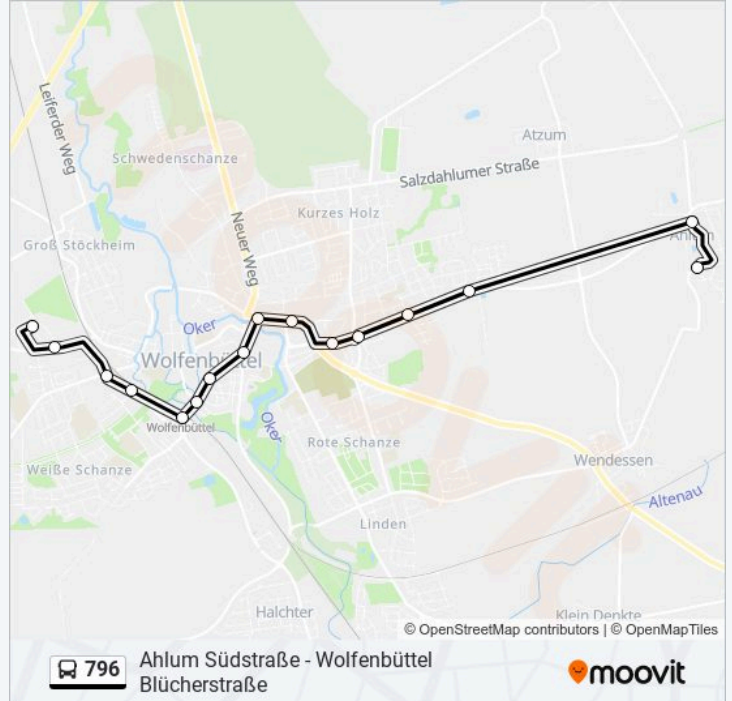 Leiferder Weg
Atzum
Schwedenschanze
Salzdahlumer Straße
Kurzes Holz
Neuer Weg
Groß Stöckheim
Ahlum
Oker
Wolfenbüttel
Oker
Wolfenbüttel
Rote Schanze
Weiße Schanze
Wendessen
Altenau
Linden
Halchter
Klein Denkte
© OpenStreetMap contributors | © OpenMapTiles
796
Ahlum Südstraße - Wolfenbüttel
Blücherstraße
moovit